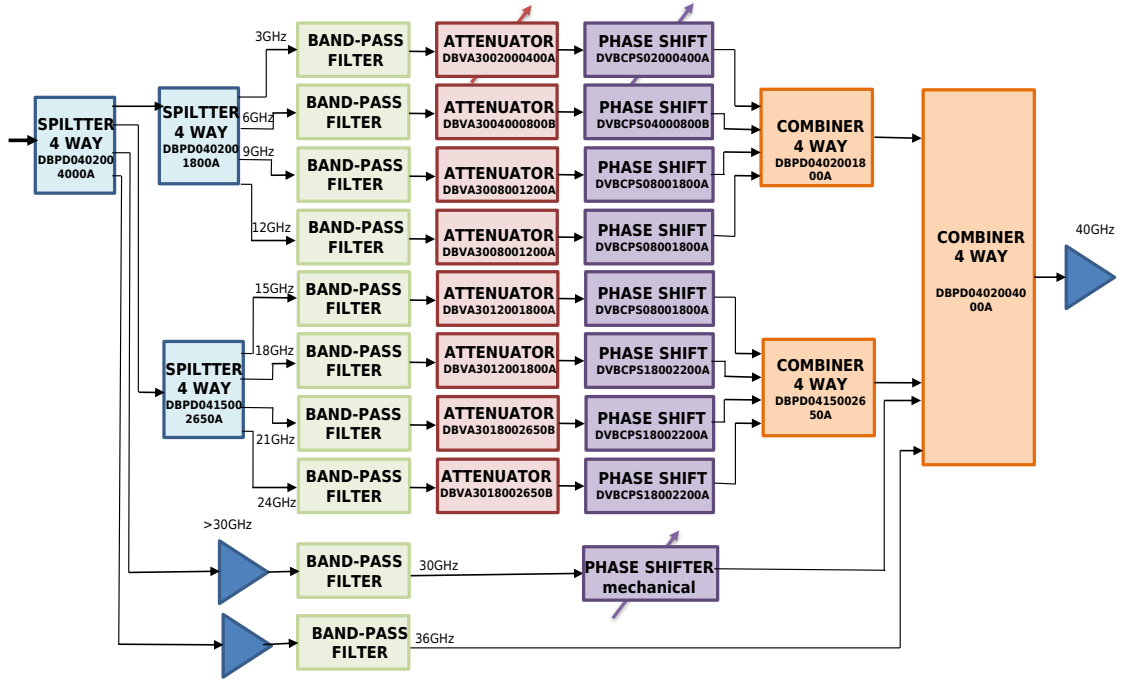 SPILTTER
4 WAY
DBPD040200
4000A
SPILTTER
4 WAY
DBPD040200
1800A
3GHz
6GHz
9GHz
12GHz
BAND-PASS
FILTER
ATTENUATOR
DBVA3002000400A
PHASE SHIFT
DVBCPS02000400A
BAND-PASS
FILTER
ATTENUATOR
DBVA3004000800B
PHASE SHIFT
DVBCPS04000800B
BAND-PASS
FILTER
ATTENUATOR
DBVA3008001200A
PHASE SHIFT
DVBCPS08001800A
BAND-PASS
FILTER
ATTENUATOR
DBVA3008001200A
PHASE SHIFT
DVBCPS08001800A
COMBINER
4 WAY
DBPD04020018
00A
SPILTTER
4 WAY
DBPD041500
2650A
15GHz
18GHz
21GHz
24GHz
BAND-PASS
FILTER
ATTENUATOR
DBVA3012001800A
PHASE SHIFT
DVBCPS08001800A
BAND-PASS
FILTER
ATTENUATOR
DBVA3012001800A
PHASE SHIFT
DVBCPS18002200A
BAND-PASS
FILTER
ATTENUATOR
DBVA3018002650B
PHASE SHIFT
DVBCPS18002200A
BAND-PASS
FILTER
ATTENUATOR
DBVA3018002650B
PHASE SHIFT
DVBCPS18002200A
COMBINER
4 WAY
DBPD04150026
50A
COMBINER
4 WAY
DBPD04020040
00A
40GHz
>30GHz
BAND-PASS
FILTER
30GHz
PHASE SHIFTER
mechanical
BAND-PASS
FILTER
36GHz